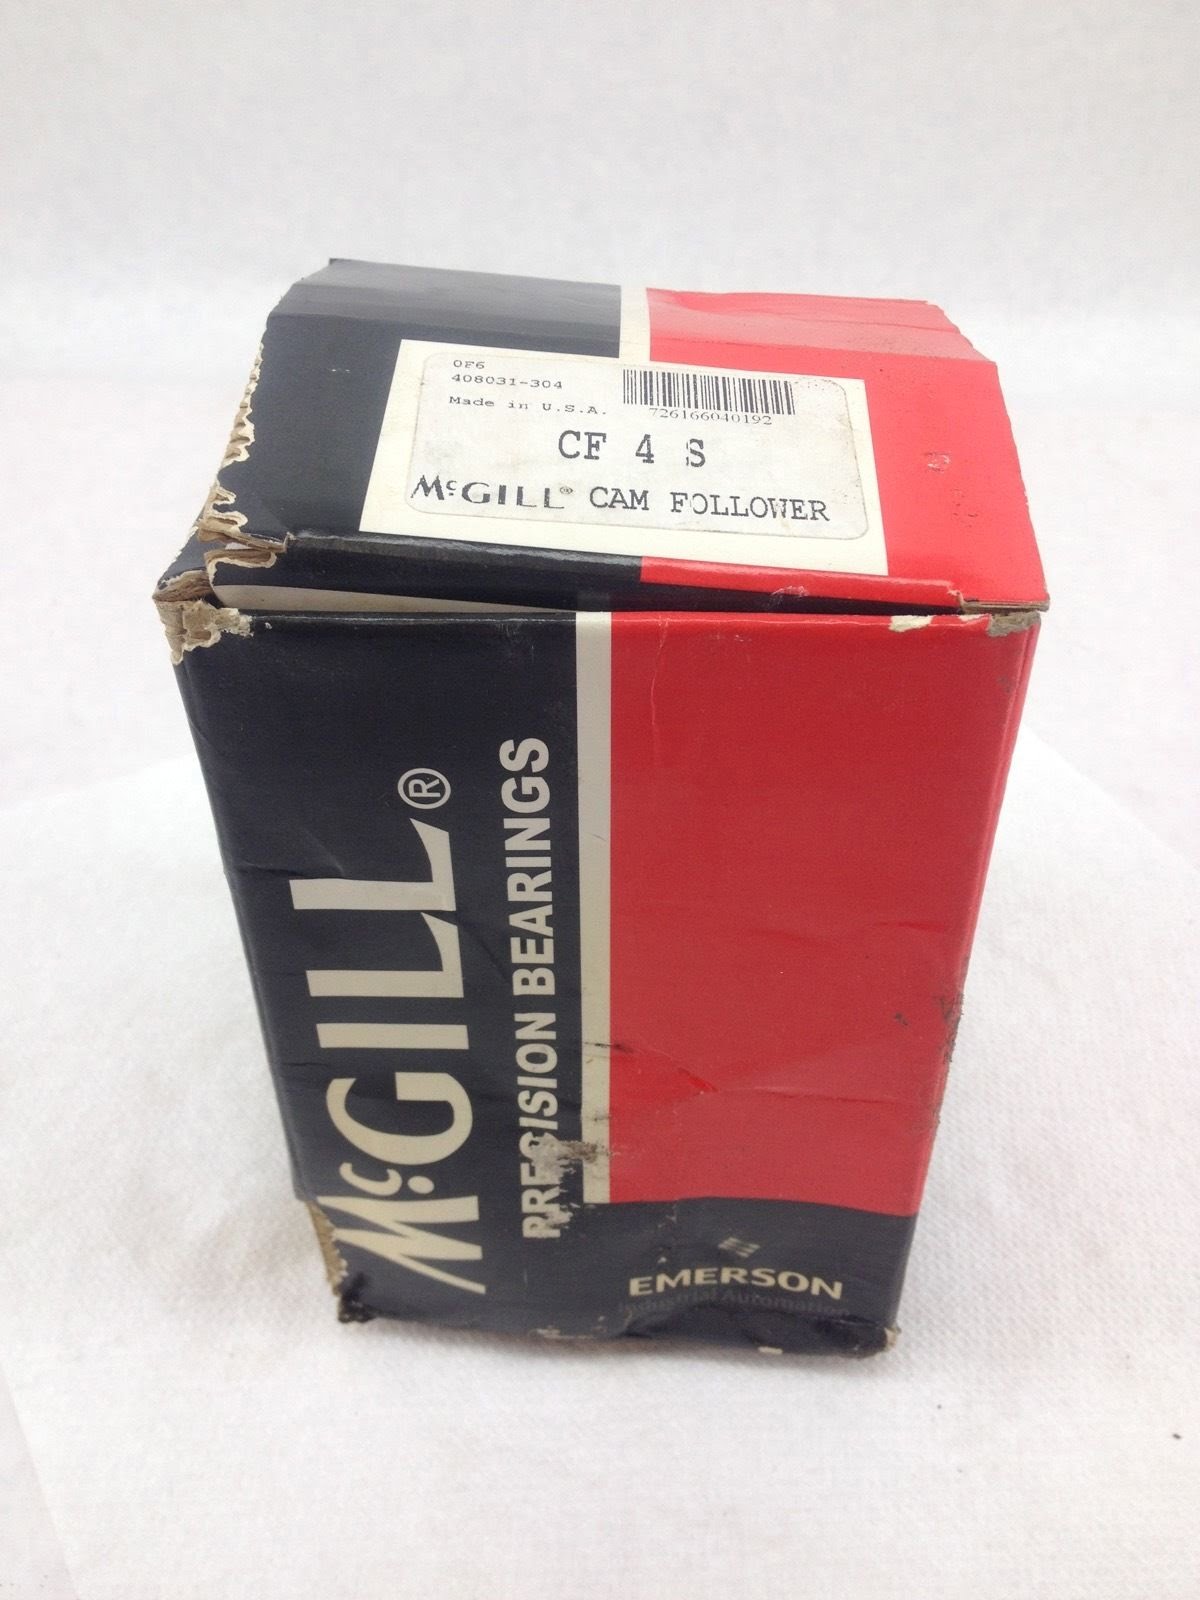 0F6
408031-304
Made in U.S.A.
726166040192
CF 4 S
McGILL® CAM FOLLOWER
McGILL®
PRECISION BEARINGS
EMERSON
Industrial Automation